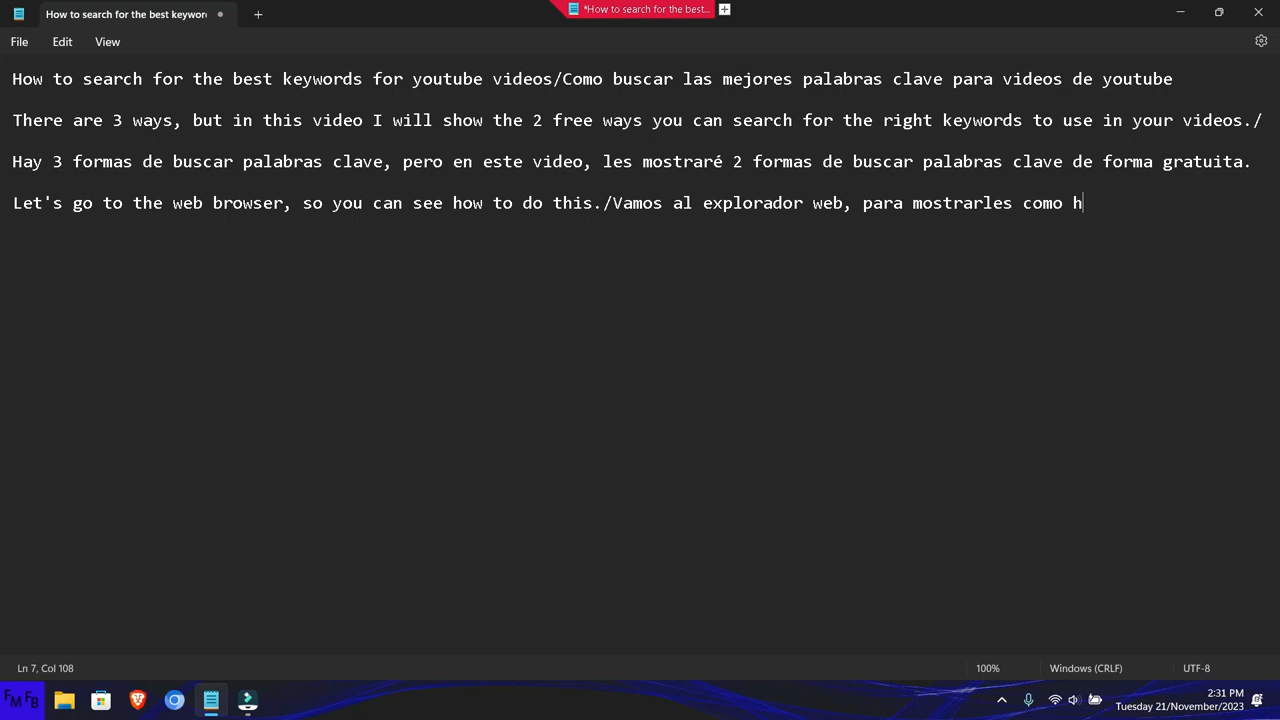 How to search for the best keyword
*How to search for the best...
File Edit View
How to search for the best keywords for youtube videos/Como buscar las mejores palabras clave para videos de youtube
There are 3 ways, but in this video I will show the 2 free ways you can search for the right keywords to use in your videos./
Hay 3 formas de buscar palabras clave, pero en este video, les mostraré 2 formas de buscar palabras clave de forma gratuita.
Let's go to the web browser, so you can see how to do this./Vamos al explorador web, para mostrarles como h
Ln 7, Col 108
100%
Windows (CRLF)
UTF-8
FM FB
2:31 PM
Tuesday 21/November/2023